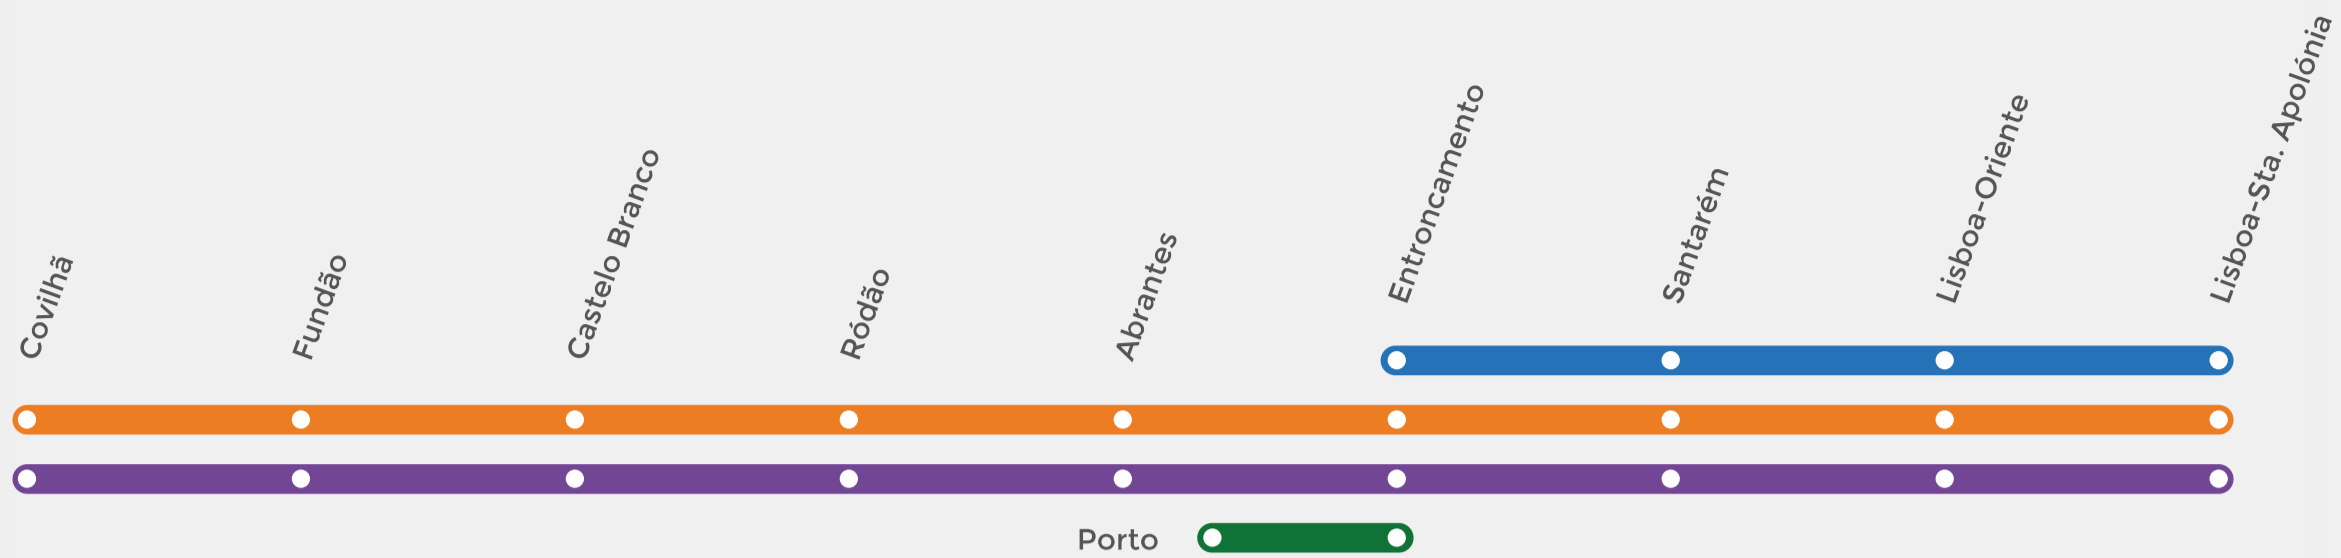 Covilhã
Fundão
Castelo Branco
Ródão
Abrantes
Entroncamento
Santarém
Lisboa-Oriente
Lisboa-Sta. Apolónia
Porto